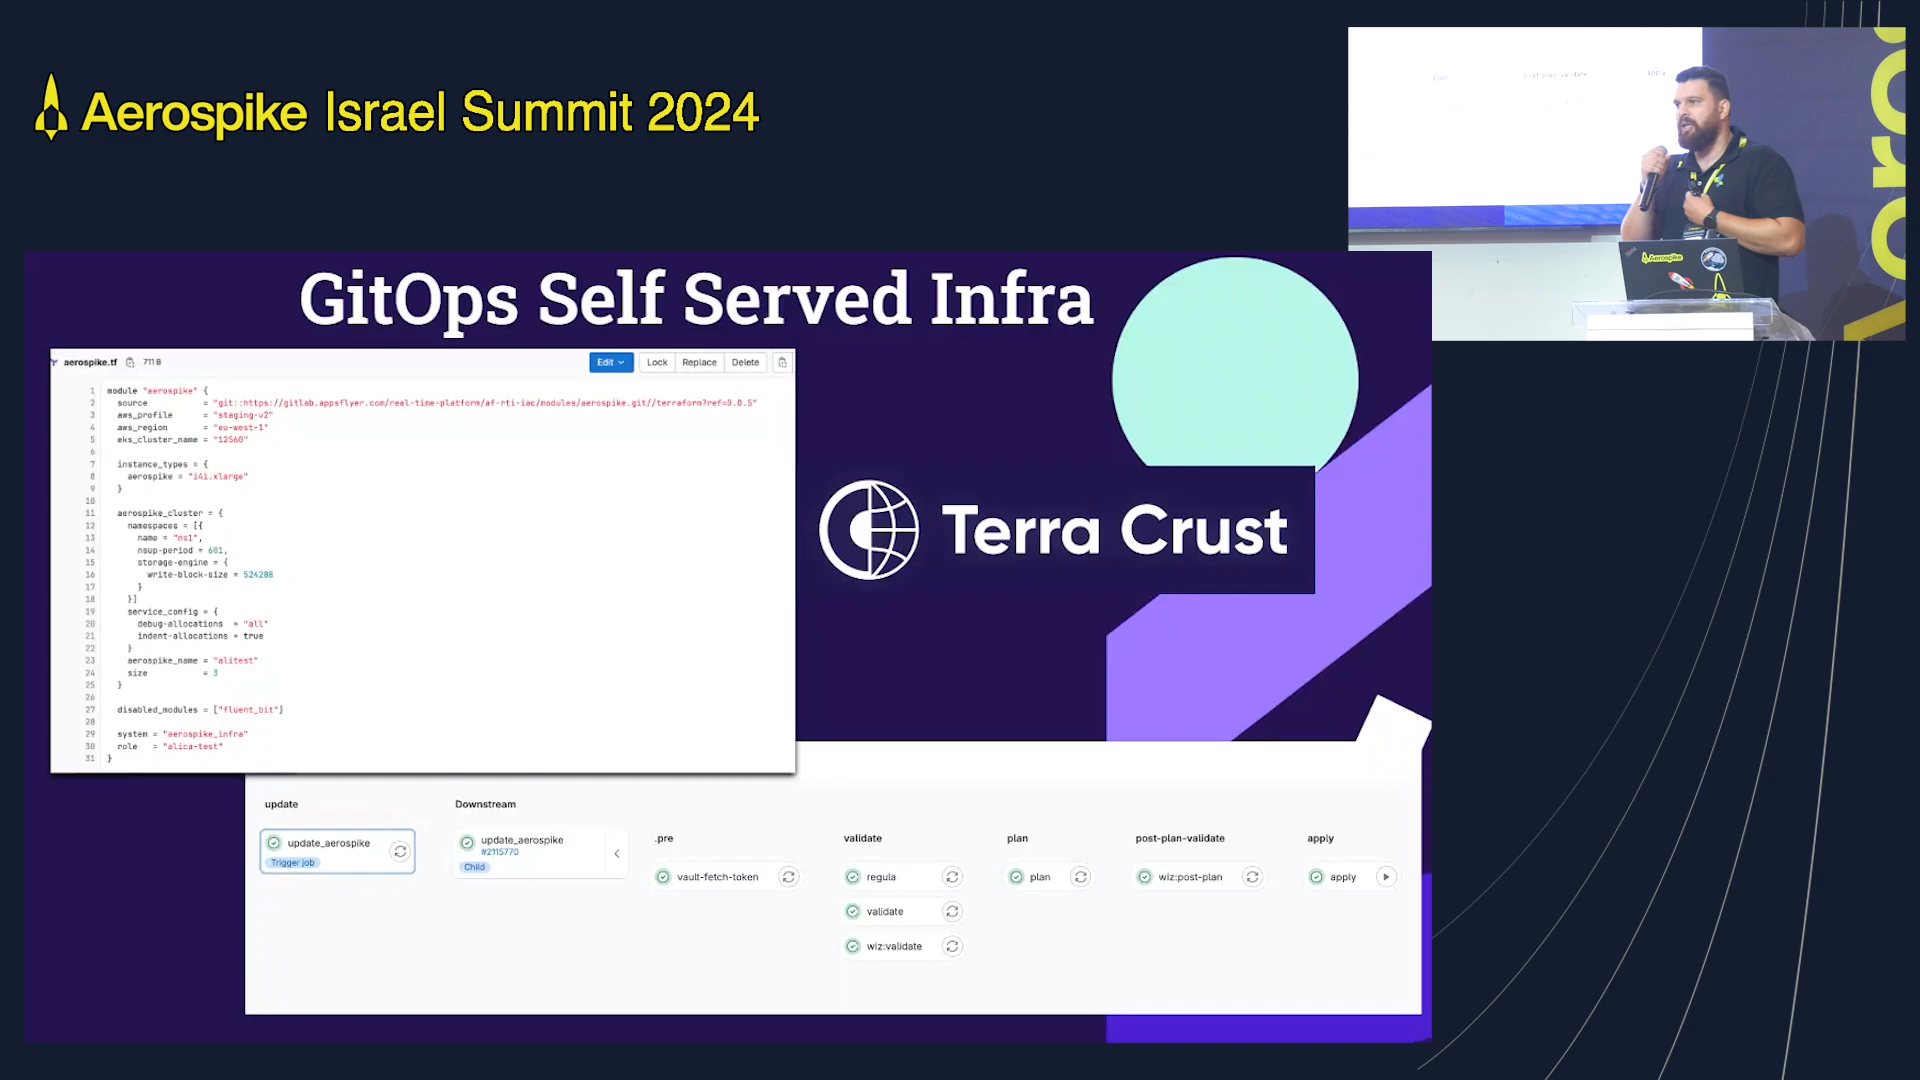 Aerospike Israel Summit 2024
plan
post-plan-validate
apply
Aerospike
GitOps Self Served Infra
aerospike.tf 711 B Edit Lock Replace Delete
1 module "aerospike" {
2 source = "git::https://gitlab.appsflyer.com/real-time-platform/af-rti-iac/modules/aerospike.git//terraform?ref=0.0.5"
3 aws_profile = "staging-v2"
4 aws_region = "eu-west-1"
5 eks_cluster_name = "12560"
6
7 instance_types = {
8 aerospike = "i4i.xlarge"
9 }
10
11 aerospike_cluster = {
12 namespaces = [{
13 name = "ns1",
14 nsup-period = 601,
15 storage-engine = {
16 write-block-size = 524288
17 }
18 }]
19 service_config = {
20 debug-allocations = "all"
21 indent-allocations = true
22 }
23 aerospike_name = "alitest"
24 size = 3
25 }
26
27 disabled_modules = ["fluent_bit"]
28
29 system = "aerospike_infra"
30 role = "alica-test"
31 }
Terra Crust
update
update_aerospike
Trigger job
Downstream
update_aerospike
#2115770
Child
.pre
vault-fetch-token
validate
regula
validate
wiz:validate
plan
plan
post-plan-validate
wiz:post-plan
apply
apply